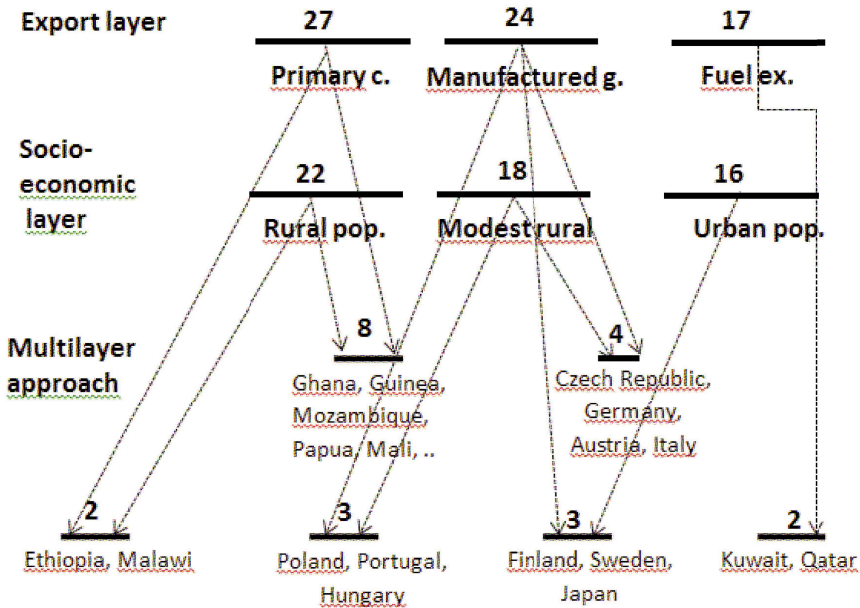 Export layer
27
24
17
Primary c.
Manufactured g.
Fuel ex.
Socio-
economic
layer
22
18
16
Rural pop.
Modest rural
Urban pop.
Multilayer
approach
8
4
Ghana, Guinea,
Mozambique,
Papua, Mali, ..
Czech Republic,
Germany,
Austria, Italy
2
3
3
2
Ethiopia, Malawi
Poland, Portugal,
Hungary
Finland, Sweden,
Japan
Kuwait, Qatar